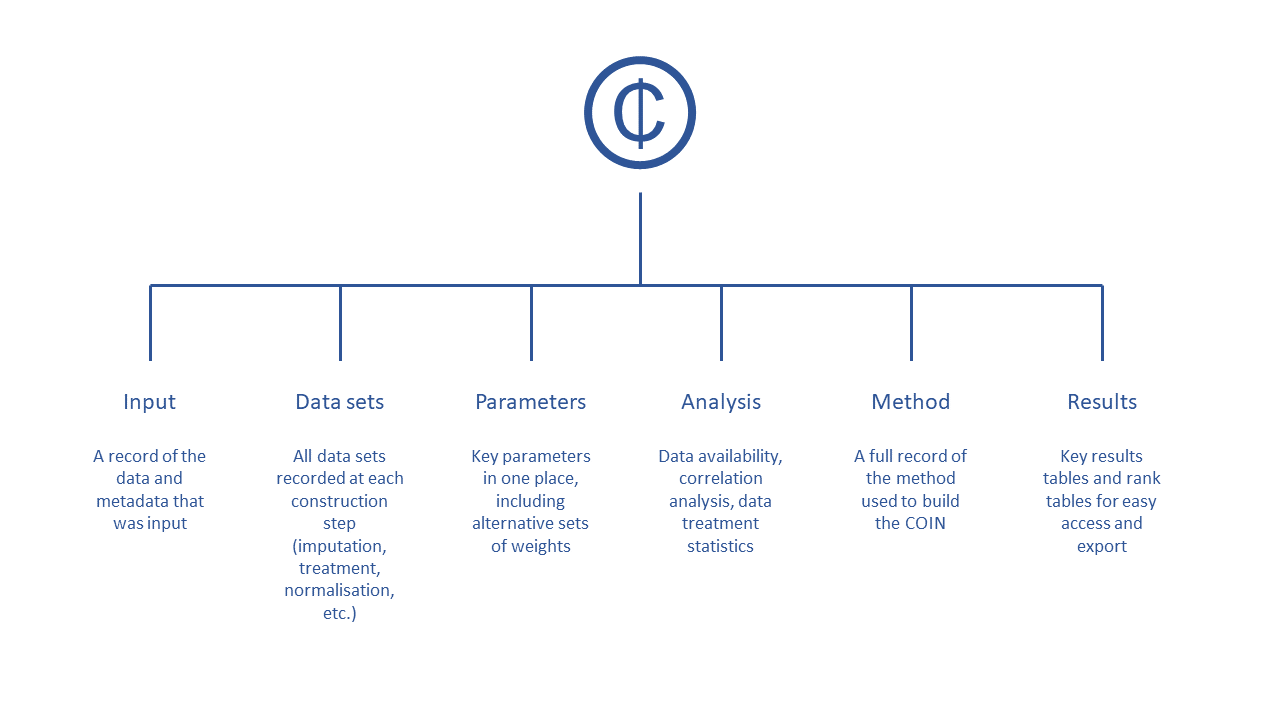 ₵
Input
A record of the
data and
metadata that
was input
Data sets
All data sets
recorded at each
construction
step
(imputation,
treatment,
normalisation,
etc.)
Parameters
Key parameters
in one place,
including
alternative sets
of weights
Analysis
Data availability,
correlation
analysis, data
treatment
statistics
Method
A full record of
the method
used to build
the COIN
Results
Key results
tables and rank
tables for easy
access and
export